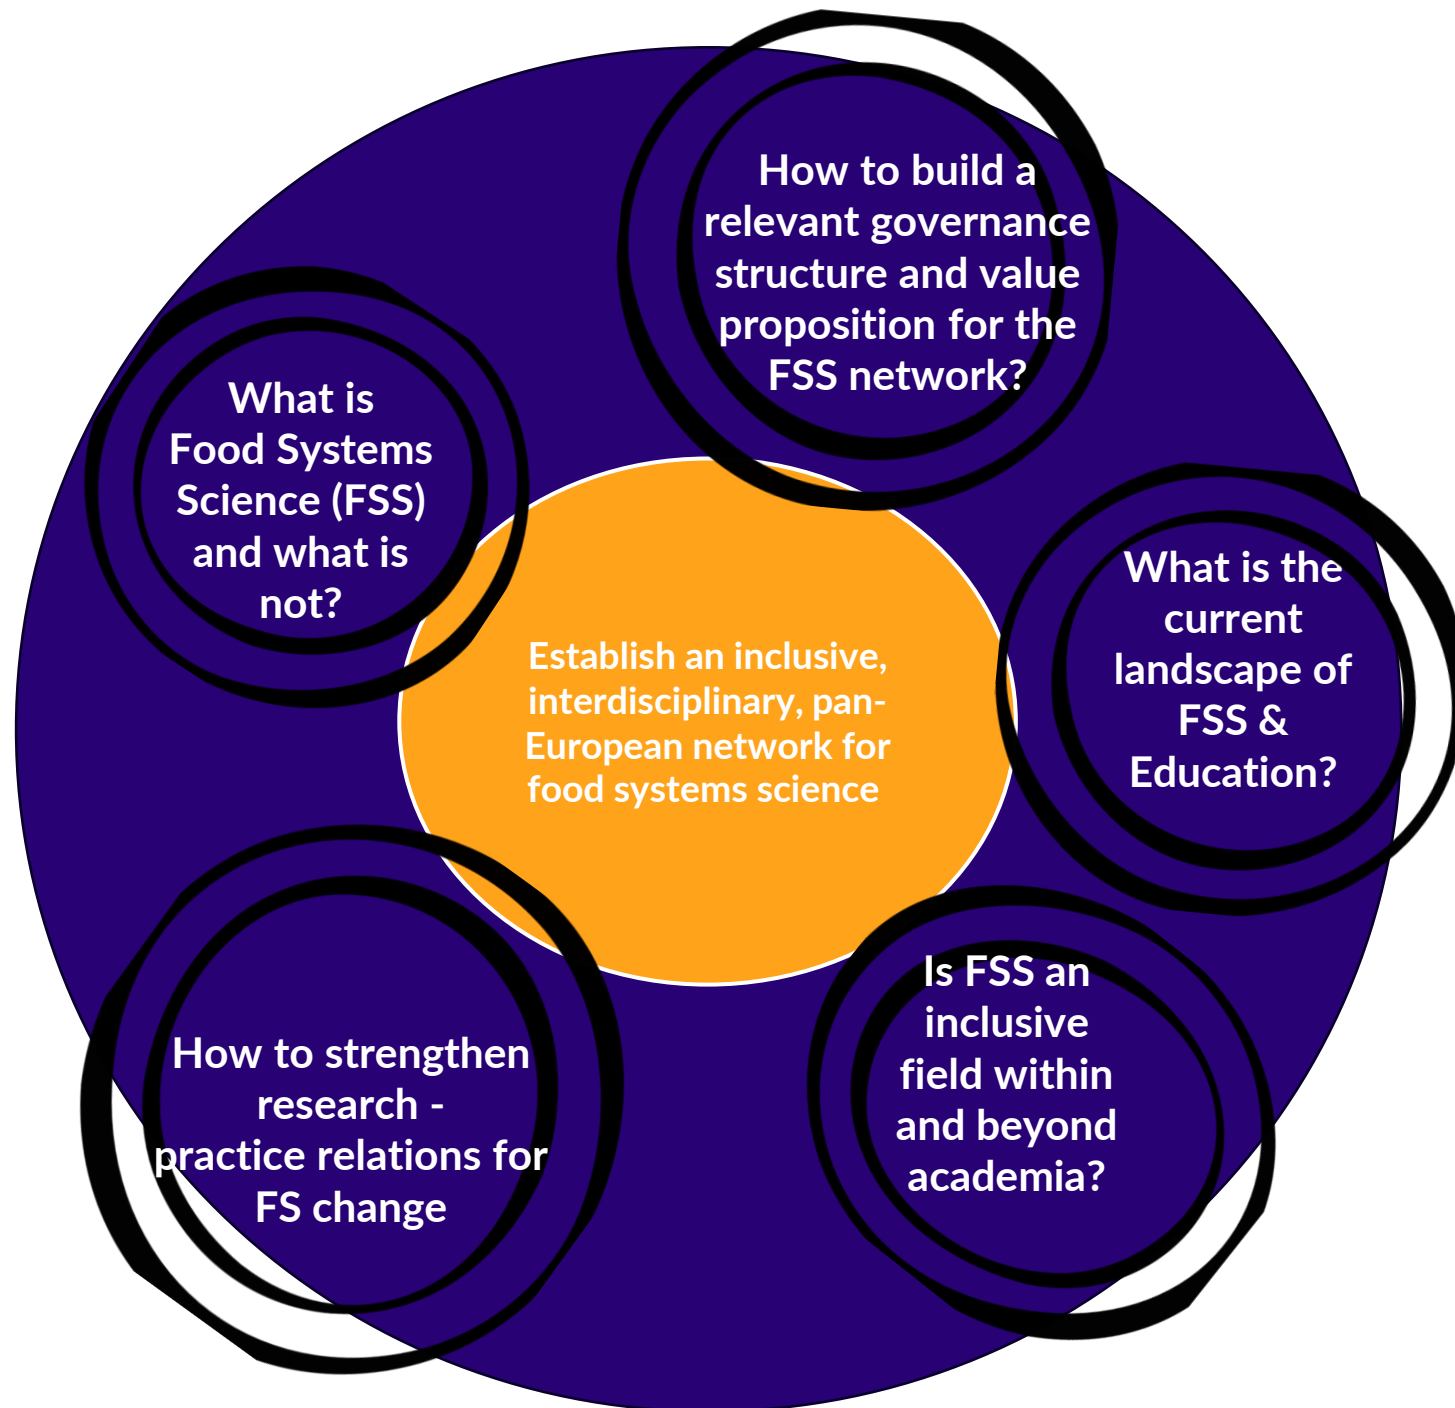 How to build a
relevant governance
structure and value
proposition for the
FSS network?
What is
Food Systems
Science (FSS)
and what is
not?
What is the
current
landscape of
FSS &
Education?
Establish an inclusive,
interdisciplinary, pan-
European network for
food systems science
Is FSS an
inclusive
field within
and beyond
academia?
How to strengthen
research -
practice relations for
FS change